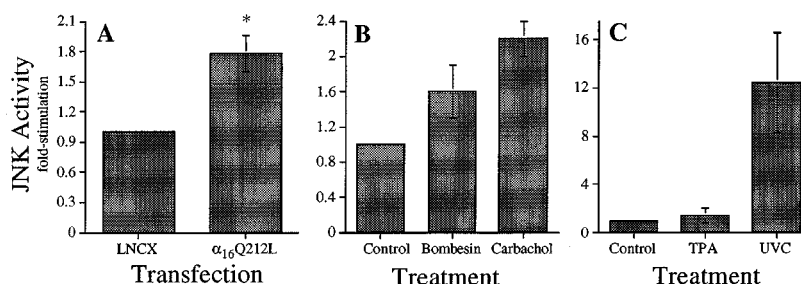 JNK Activity
fold-stimulation
A
2.1
1.8
1.5
1.2
0.9
0.6
0.3
0
*
LNCX
α16Q212L
Transfection
B
2.4
2
1.6
1.2
0.8
0.4
0
Control
Bombesin
Carbachol
Treatment
C
16
12
8
4
0
Control
TPA
UVC
Treatment